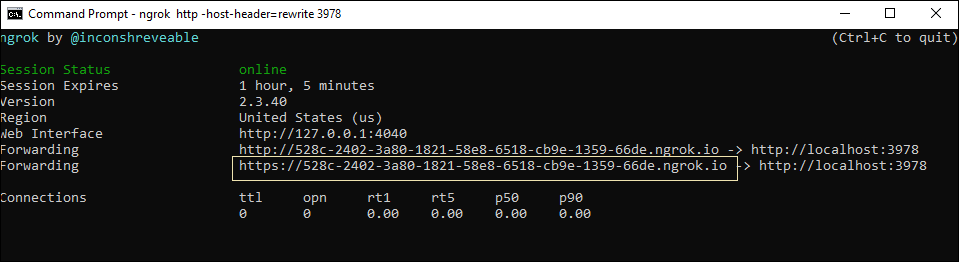 Command Prompt - ngrok http -host-header=rewrite 3978
ngrok by @inconshreveable (Ctrl+C to quit)
Session Status online
Session Expires 1 hour, 5 minutes
Version 2.3.40
Region United States (us)
Web Interface http://127.0.0.1:4040
Forwarding http://528c-2402-3a80-1821-58e8-6518-cb9e-1359-66de.ngrok.io -> http://localhost:3978
Forwarding https://528c-2402-3a80-1821-58e8-6518-cb9e-1359-66de.ngrok.io -> http://localhost:3978
Connections ttl opn rt1 rt5 p50 p90
0 0 0.00 0.00 0.00 0.00